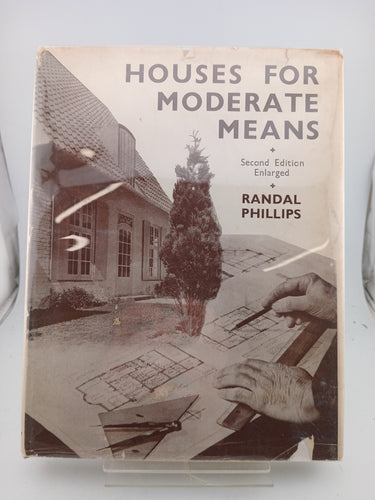 HOUSES FOR
MODERATE
MEANS
Second Edition
Enlarged
RANDAL
PHILLIPS